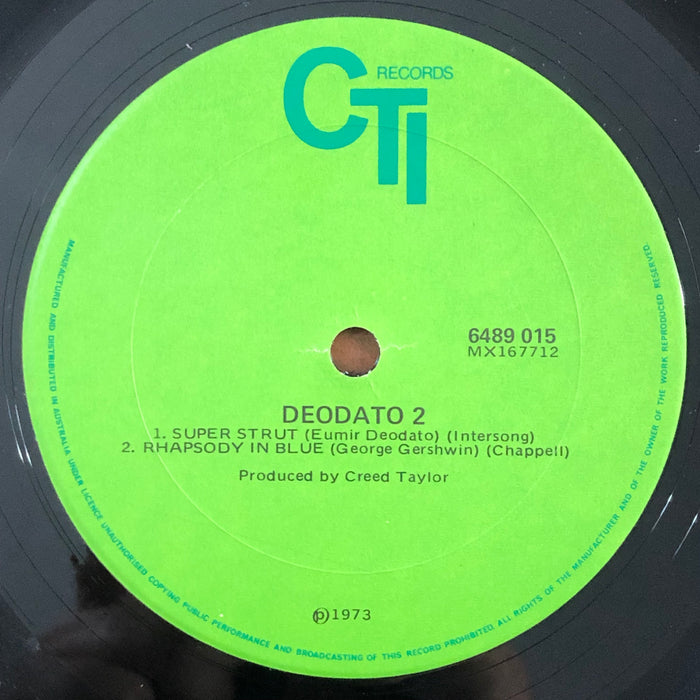 RECORDS
CTI
6489 015
MX167712
DEODATO 2
1. SUPER STRUT (Eumir Deodato) (Intersong)
2. RHAPSODY IN BLUE (George Gershwin) (Chappell)
Produced by Creed Taylor
℗1973
MANUFACTURED AND DISTRIBUTED IN AUSTRALIA UNDER LICENCE UNAUTHORISED COPYING PUBLIC PERFORMANCE AND BROADCASTING OF THIS RECORD PROHIBITED. ALL RIGHTS OF THE MANUFACTURER AND OF THE OWNER OF THE WORK REPRODUCED RESERVED.